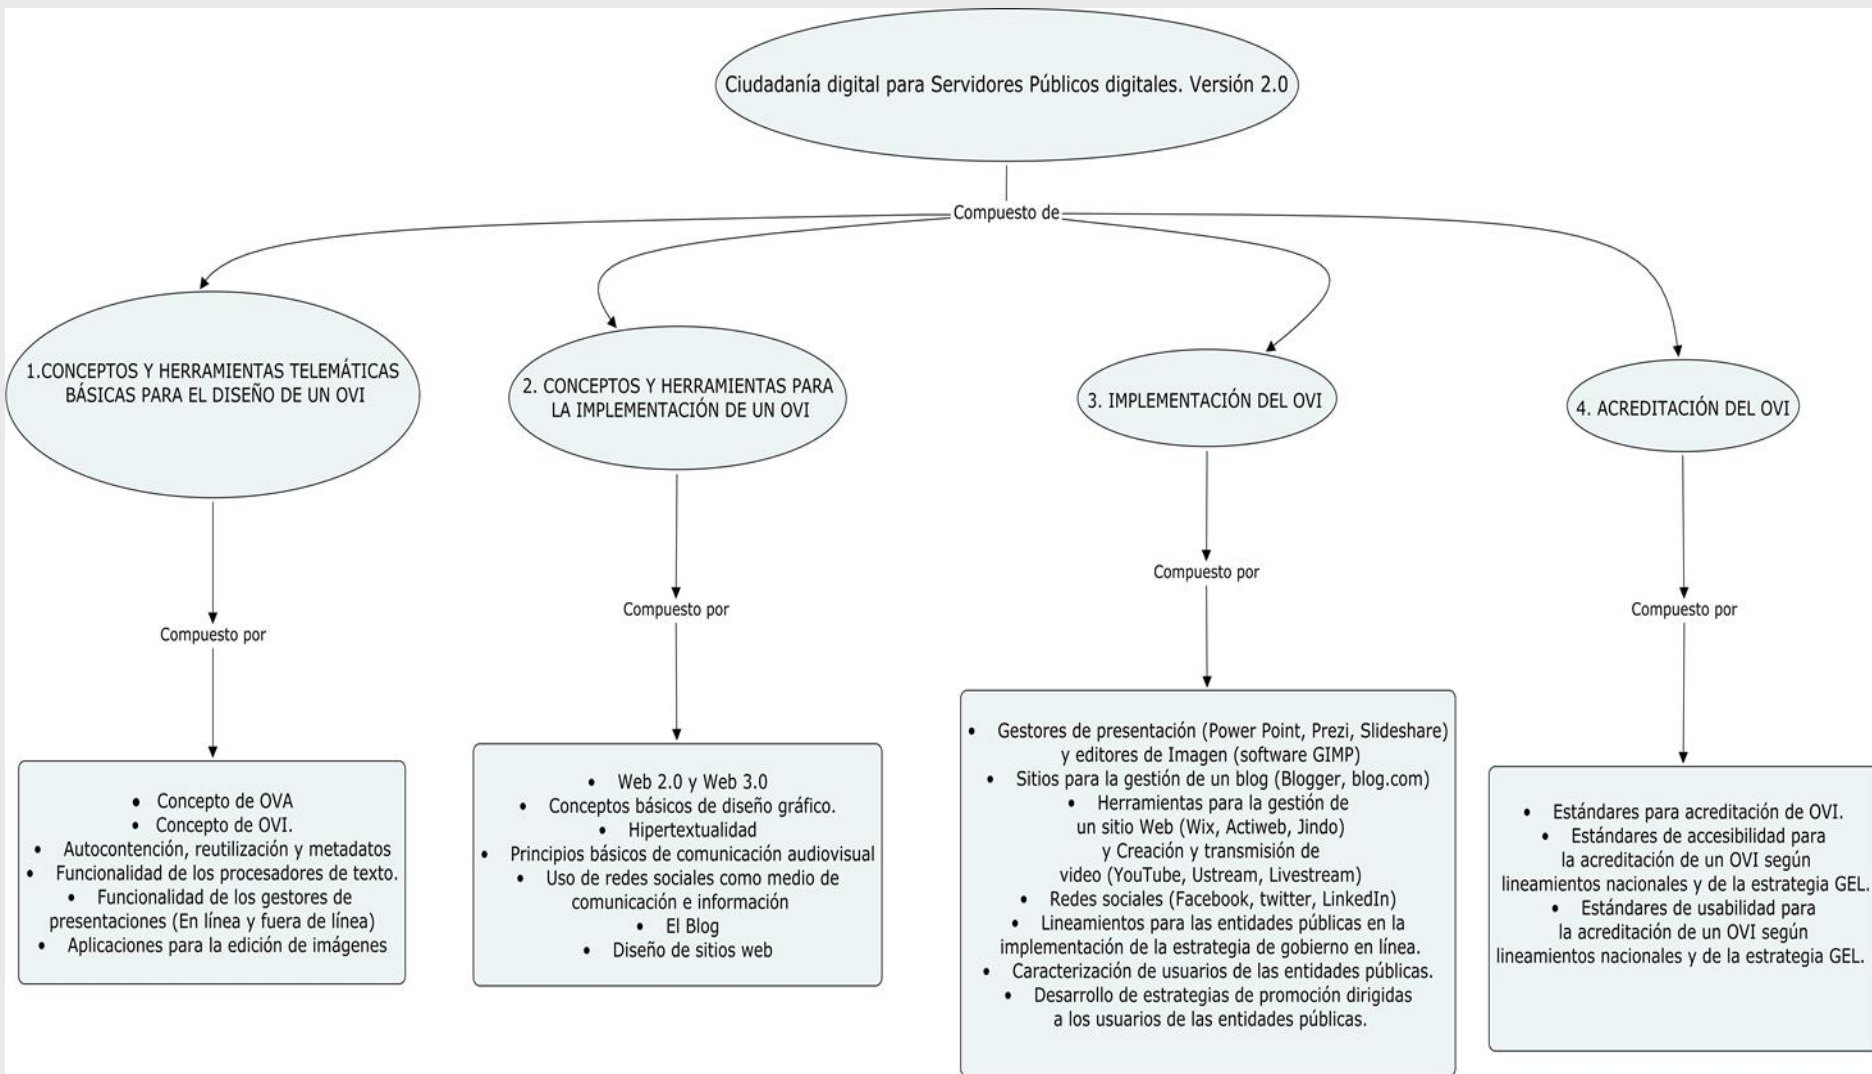 Ciudadanía digital para Servidores Públicos digitales. Versión 2.0
Compuesto de
1.CONCEPTOS Y HERRAMIENTAS TELEMÁTICAS
BÁSICAS PARA EL DISEÑO DE UN OVI
Compuesto por
• Concepto de OVA
• Concepto de OVI.
• Autocontención, reutilización y metadatos
• Funcionalidad de los procesadores de texto.
• Funcionalidad de los gestores de
presentaciones (En línea y fuera de línea)
• Aplicaciones para la edición de imágenes
2. CONCEPTOS Y HERRAMIENTAS PARA
LA IMPLEMENTACIÓN DE UN OVI
Compuesto por
• Web 2.0 y Web 3.0
• Conceptos básicos de diseño gráfico.
• Hipertextualidad
• Principios básicos de comunicación audiovisual
• Uso de redes sociales como medio de
comunicación e información
• El Blog
• Diseño de sitios web
3. IMPLEMENTACIÓN DEL OVI
Compuesto por
• Gestores de presentación (Power Point, Prezi, Slideshare)
y editores de Imagen (software GIMP)
• Sitios para la gestión de un blog (Blogger, blog.com)
• Herramientas para la gestión de
un sitio Web (Wix, Actiweb, Jindo)
y Creación y transmisión de
video (YouTube, Ustream, Livestream)
• Redes sociales (Facebook, twitter, LinkedIn)
• Lineamientos para las entidades públicas en la
implementación de la estrategia de gobierno en línea.
• Caracterización de usuarios de las entidades públicas.
• Desarrollo de estrategias de promoción dirigidas
a los usuarios de las entidades públicas.
4. ACREDITACIÓN DEL OVI
Compuesto por
• Estándares para acreditación de OVI.
• Estándares de accesibilidad para
la acreditación de un OVI según
lineamientos nacionales y de la estrategia GEL.
• Estándares de usabilidad para
la acreditación de un OVI según
lineamientos nacionales y de la estrategia GEL.